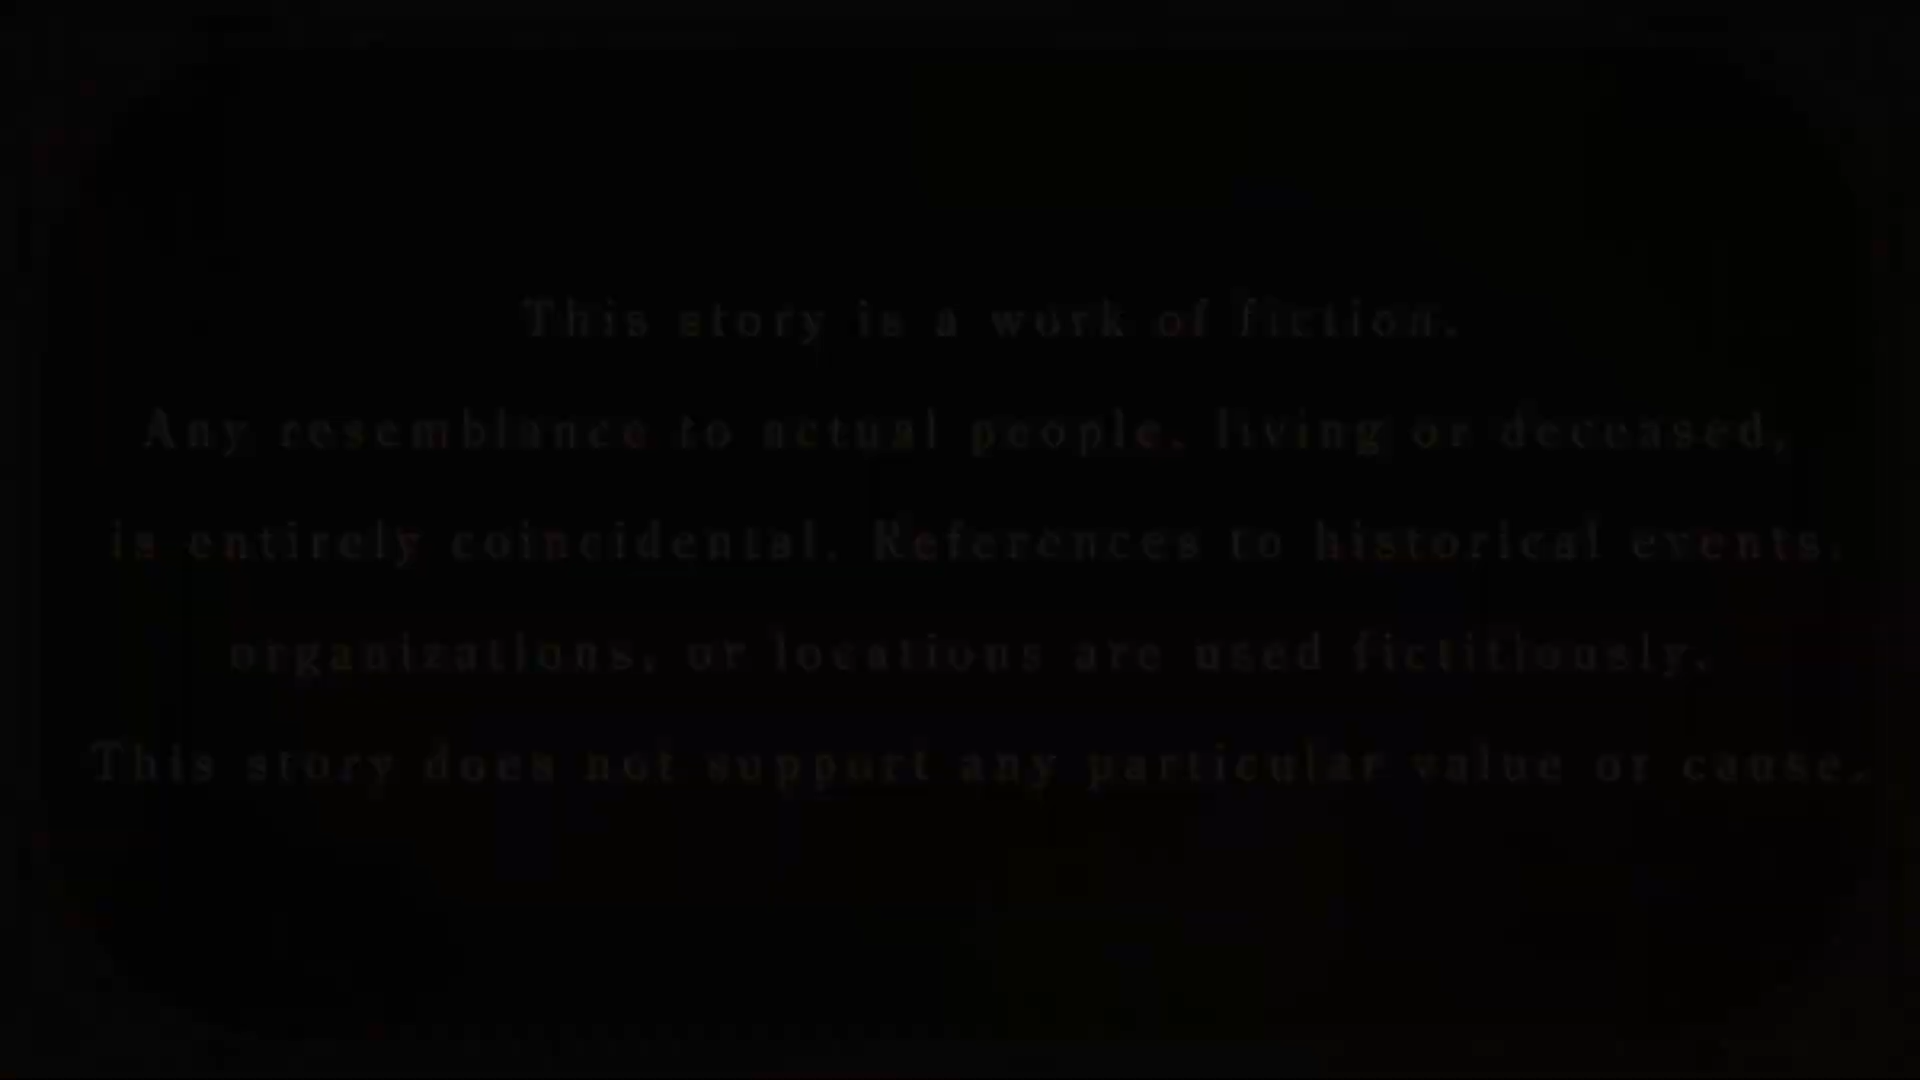 This story is a work of fiction.
Any resemblance to actual people, living or deceased,
is entirely coincidental. References to historical events,
organizations, or locations are used fictitiously.
This story does not support any particular value or cause.